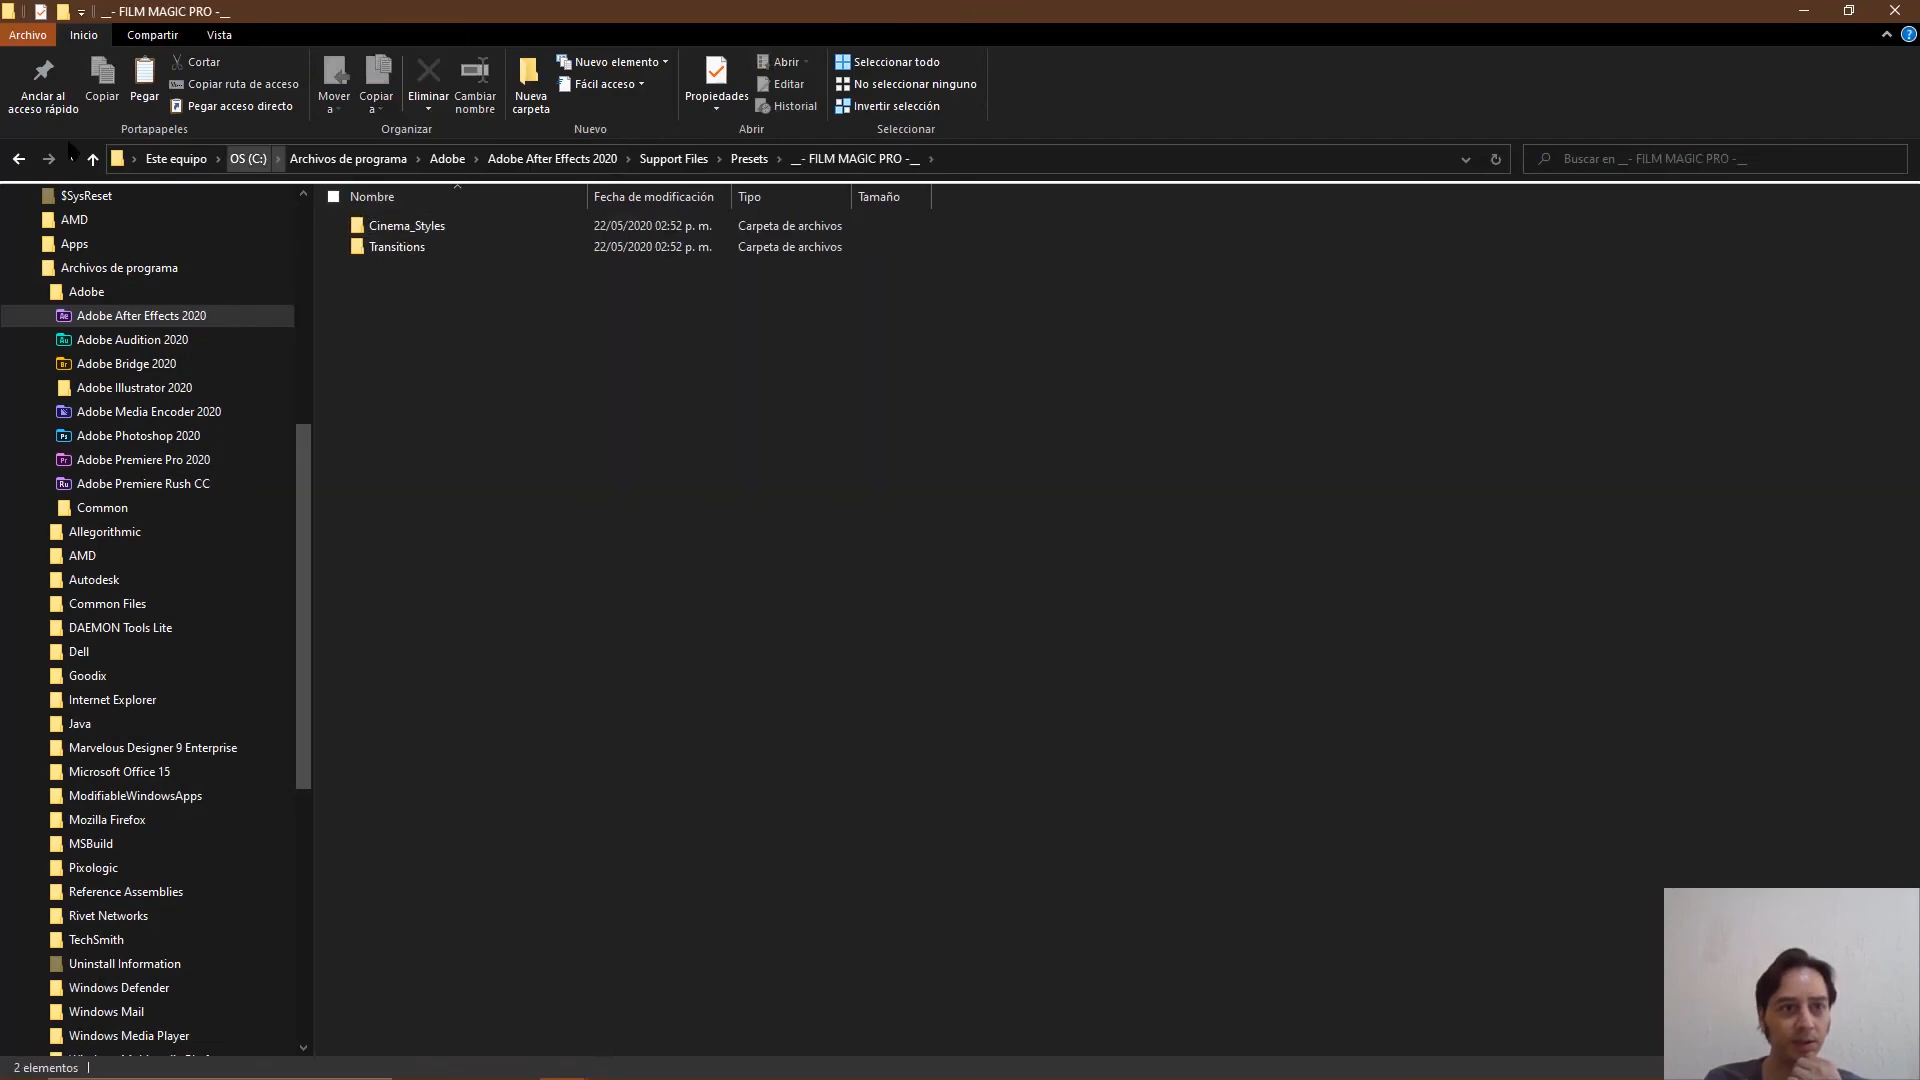 __- FILM MAGIC PRO -__
Archivo Inicio Compartir Vista
Anclar al acceso rápido
Copiar
Pegar
Cortar
Copiar ruta de acceso
Pegar acceso directo
Portapapeles
Mover a
Copiar a
Eliminar
Cambiar nombre
Organizar
Nueva carpeta
Nuevo elemento
Fácil acceso
Nuevo
Propiedades
Abrir
Editar
Historial
Abrir
Seleccionar todo
No seleccionar ninguno
Invertir selección
Seleccionar
Este equipo > OS (C:) > Archivos de programa > Adobe > Adobe After Effects 2020 > Support Files > Presets > __- FILM MAGIC PRO -__ >
Buscar en __- FILM MAGIC PRO -__
$SysReset
AMD
Apps
Archivos de programa
Adobe
Adobe After Effects 2020
Adobe Audition 2020
Adobe Bridge 2020
Adobe Illustrator 2020
Adobe Media Encoder 2020
Adobe Photoshop 2020
Adobe Premiere Pro 2020
Adobe Premiere Rush CC
Common
Allegorithmic
AMD
Autodesk
Common Files
DAEMON Tools Lite
Dell
Goodix
Internet Explorer
Java
Marvelous Designer 9 Enterprise
Microsoft Office 15
ModifiableWindowsApps
Mozilla Firefox
MSBuild
Pixologic
Reference Assemblies
Rivet Networks
TechSmith
Uninstall Information
Windows Defender
Windows Mail
Windows Media Player
Nombre Fecha de modificación Tipo Tamaño
Cinema_Styles 22/05/2020 02:52 p. m. Carpeta de archivos
Transitions 22/05/2020 02:52 p. m. Carpeta de archivos
2 elementos